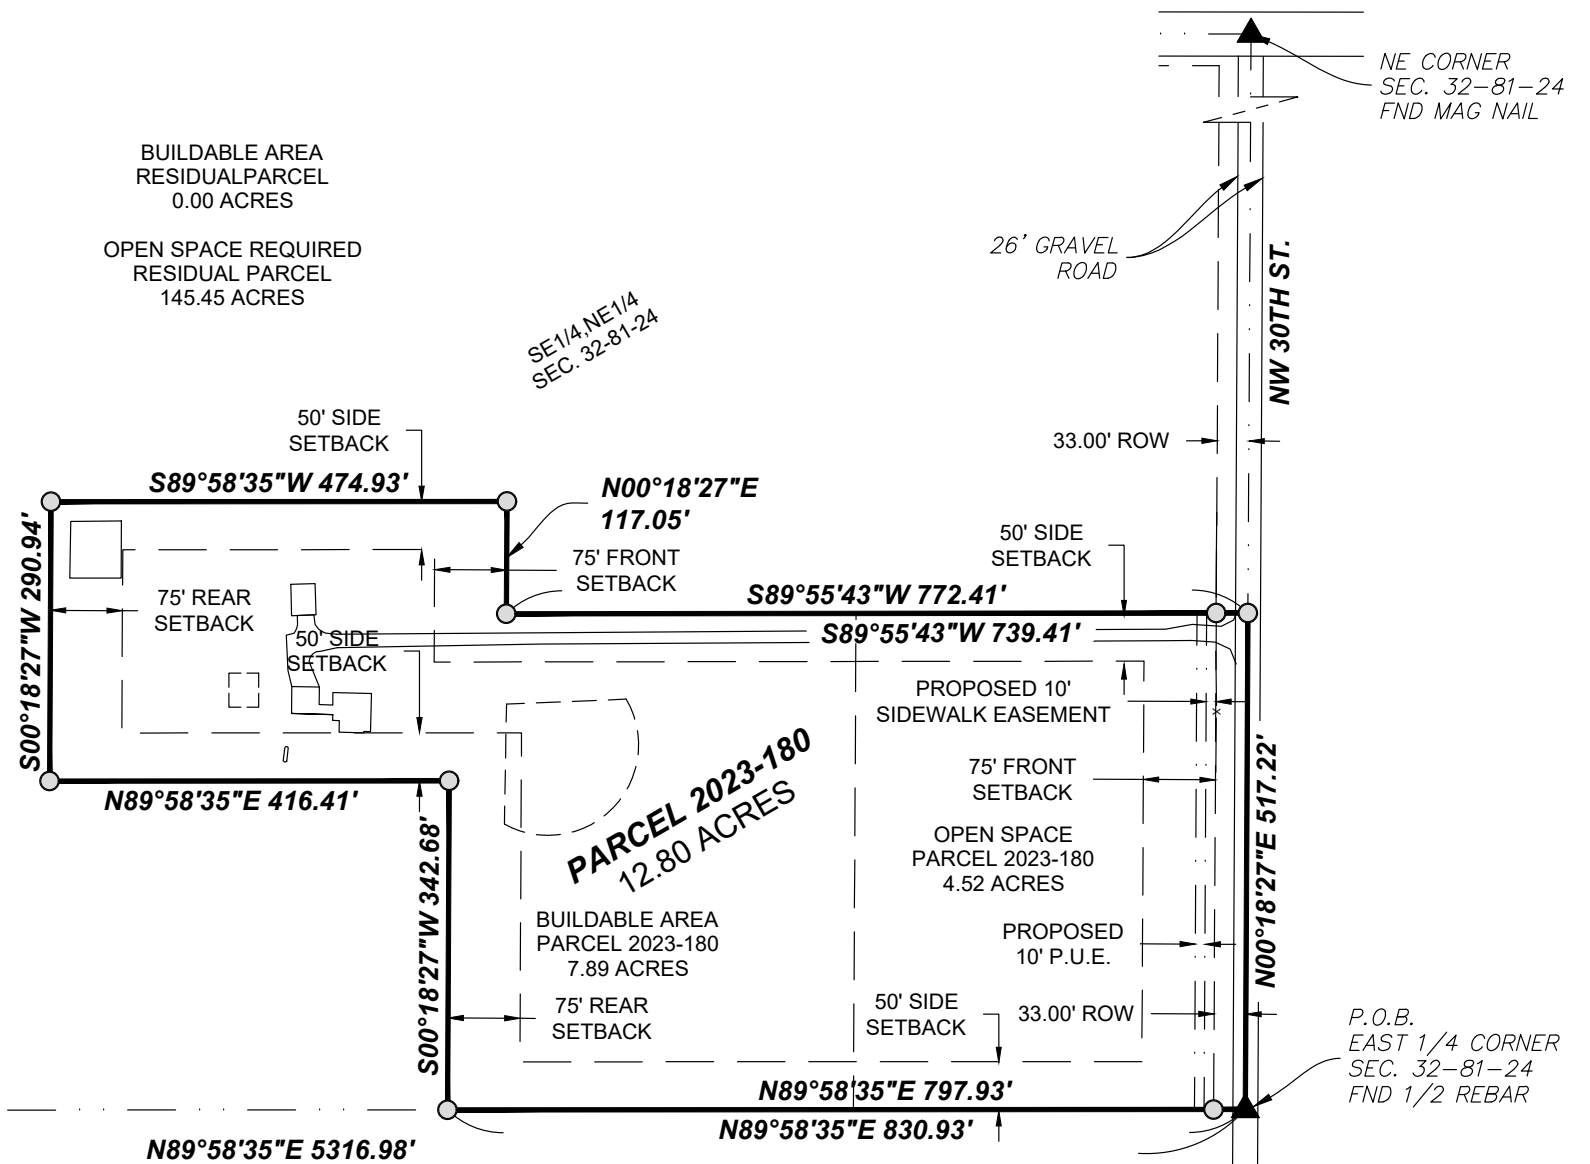 NE CORNER
SEC. 32-81-24
FND MAG NAIL
BUILDABLE AREA
RESIDUALPARCEL
0.00 ACRES
OPEN SPACE REQUIRED
RESIDUAL PARCEL
145.45 ACRES
26' GRAVEL
ROAD
NW 30TH ST.
SE1/4,NE1/4
SEC. 32-81-24
50' SIDE
SETBACK
33.00' ROW
S89°58'35"W 474.93'
N00°18'27"E
117.05'
S00°18'27"W 290.94'
75' FRONT
SETBACK
50' SIDE
SETBACK
75' REAR
SETBACK
S89°55'43"W 772.41'
50' SIDE
SETBACK
S89°55'43"W 739.41'
PROPOSED 10'
SIDEWALK EASEMENT
PARCEL 2023-180
12.80 ACRES
75' FRONT
SETBACK
N89°58'35"E 416.41'
N00°18'27"E 517.22'
S00°18'27"W 342.68'
OPEN SPACE
PARCEL 2023-180
4.52 ACRES
BUILDABLE AREA
PARCEL 2023-180
7.89 ACRES
PROPOSED
10' P.U.E.
75' REAR
SETBACK
50' SIDE
SETBACK
33.00' ROW
P.O.B.
EAST 1/4 CORNER
SEC. 32-81-24
FND 1/2 REBAR
N89°58'35"E 797.93'
N89°58'35"E 830.93'
N89°58'35"E 5316.98'